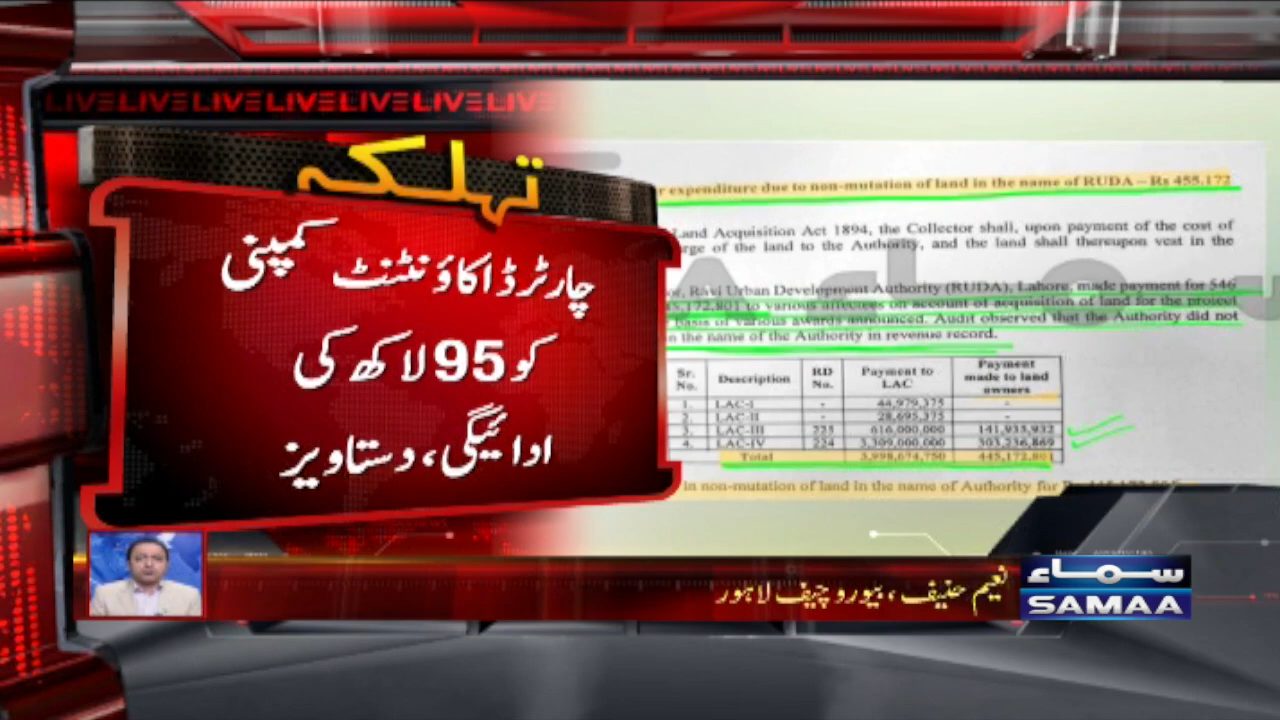 LIVELIVELIVELIVELIVELIVELIVE
تہلکہ
چارٹرڈ اکاؤنٹنٹ کمپنی
کو 95 لاکھ کی
ادائیگی، دستاویز
r expenditure due to non-mutation of land in the name of RUDA – Rs 455.172
Land Acquisition Act 1894, the Collector shall, upon payment of the cost of
arge of the land to the Authority, and the land shall thereupon vest in the
or, Ravi Urban Development Authority (RUDA), Lahore, made payment for 546
5,172,801 to various affectees on account of acquisition of land for the project
basis of various awards announced. Audit observed that the Authority did not
n the name of the Authority in revenue record.
Sr. No. Description RD No. Payment to LAC Payment made to land owners
1. LAC-I - 44,979,375 -
2. LAC-II - 28,695,375 -
3. LAC-III 223 616,000,000 141,935,932
4. LAC-IV 224 3,309,000,000 303,236,869
Total 3,998,674,750 445,172,801
in non-mutation of land in the name of Authority for
نعیم حنیف، بیورو چیف لاہور
سماء
SAMAA